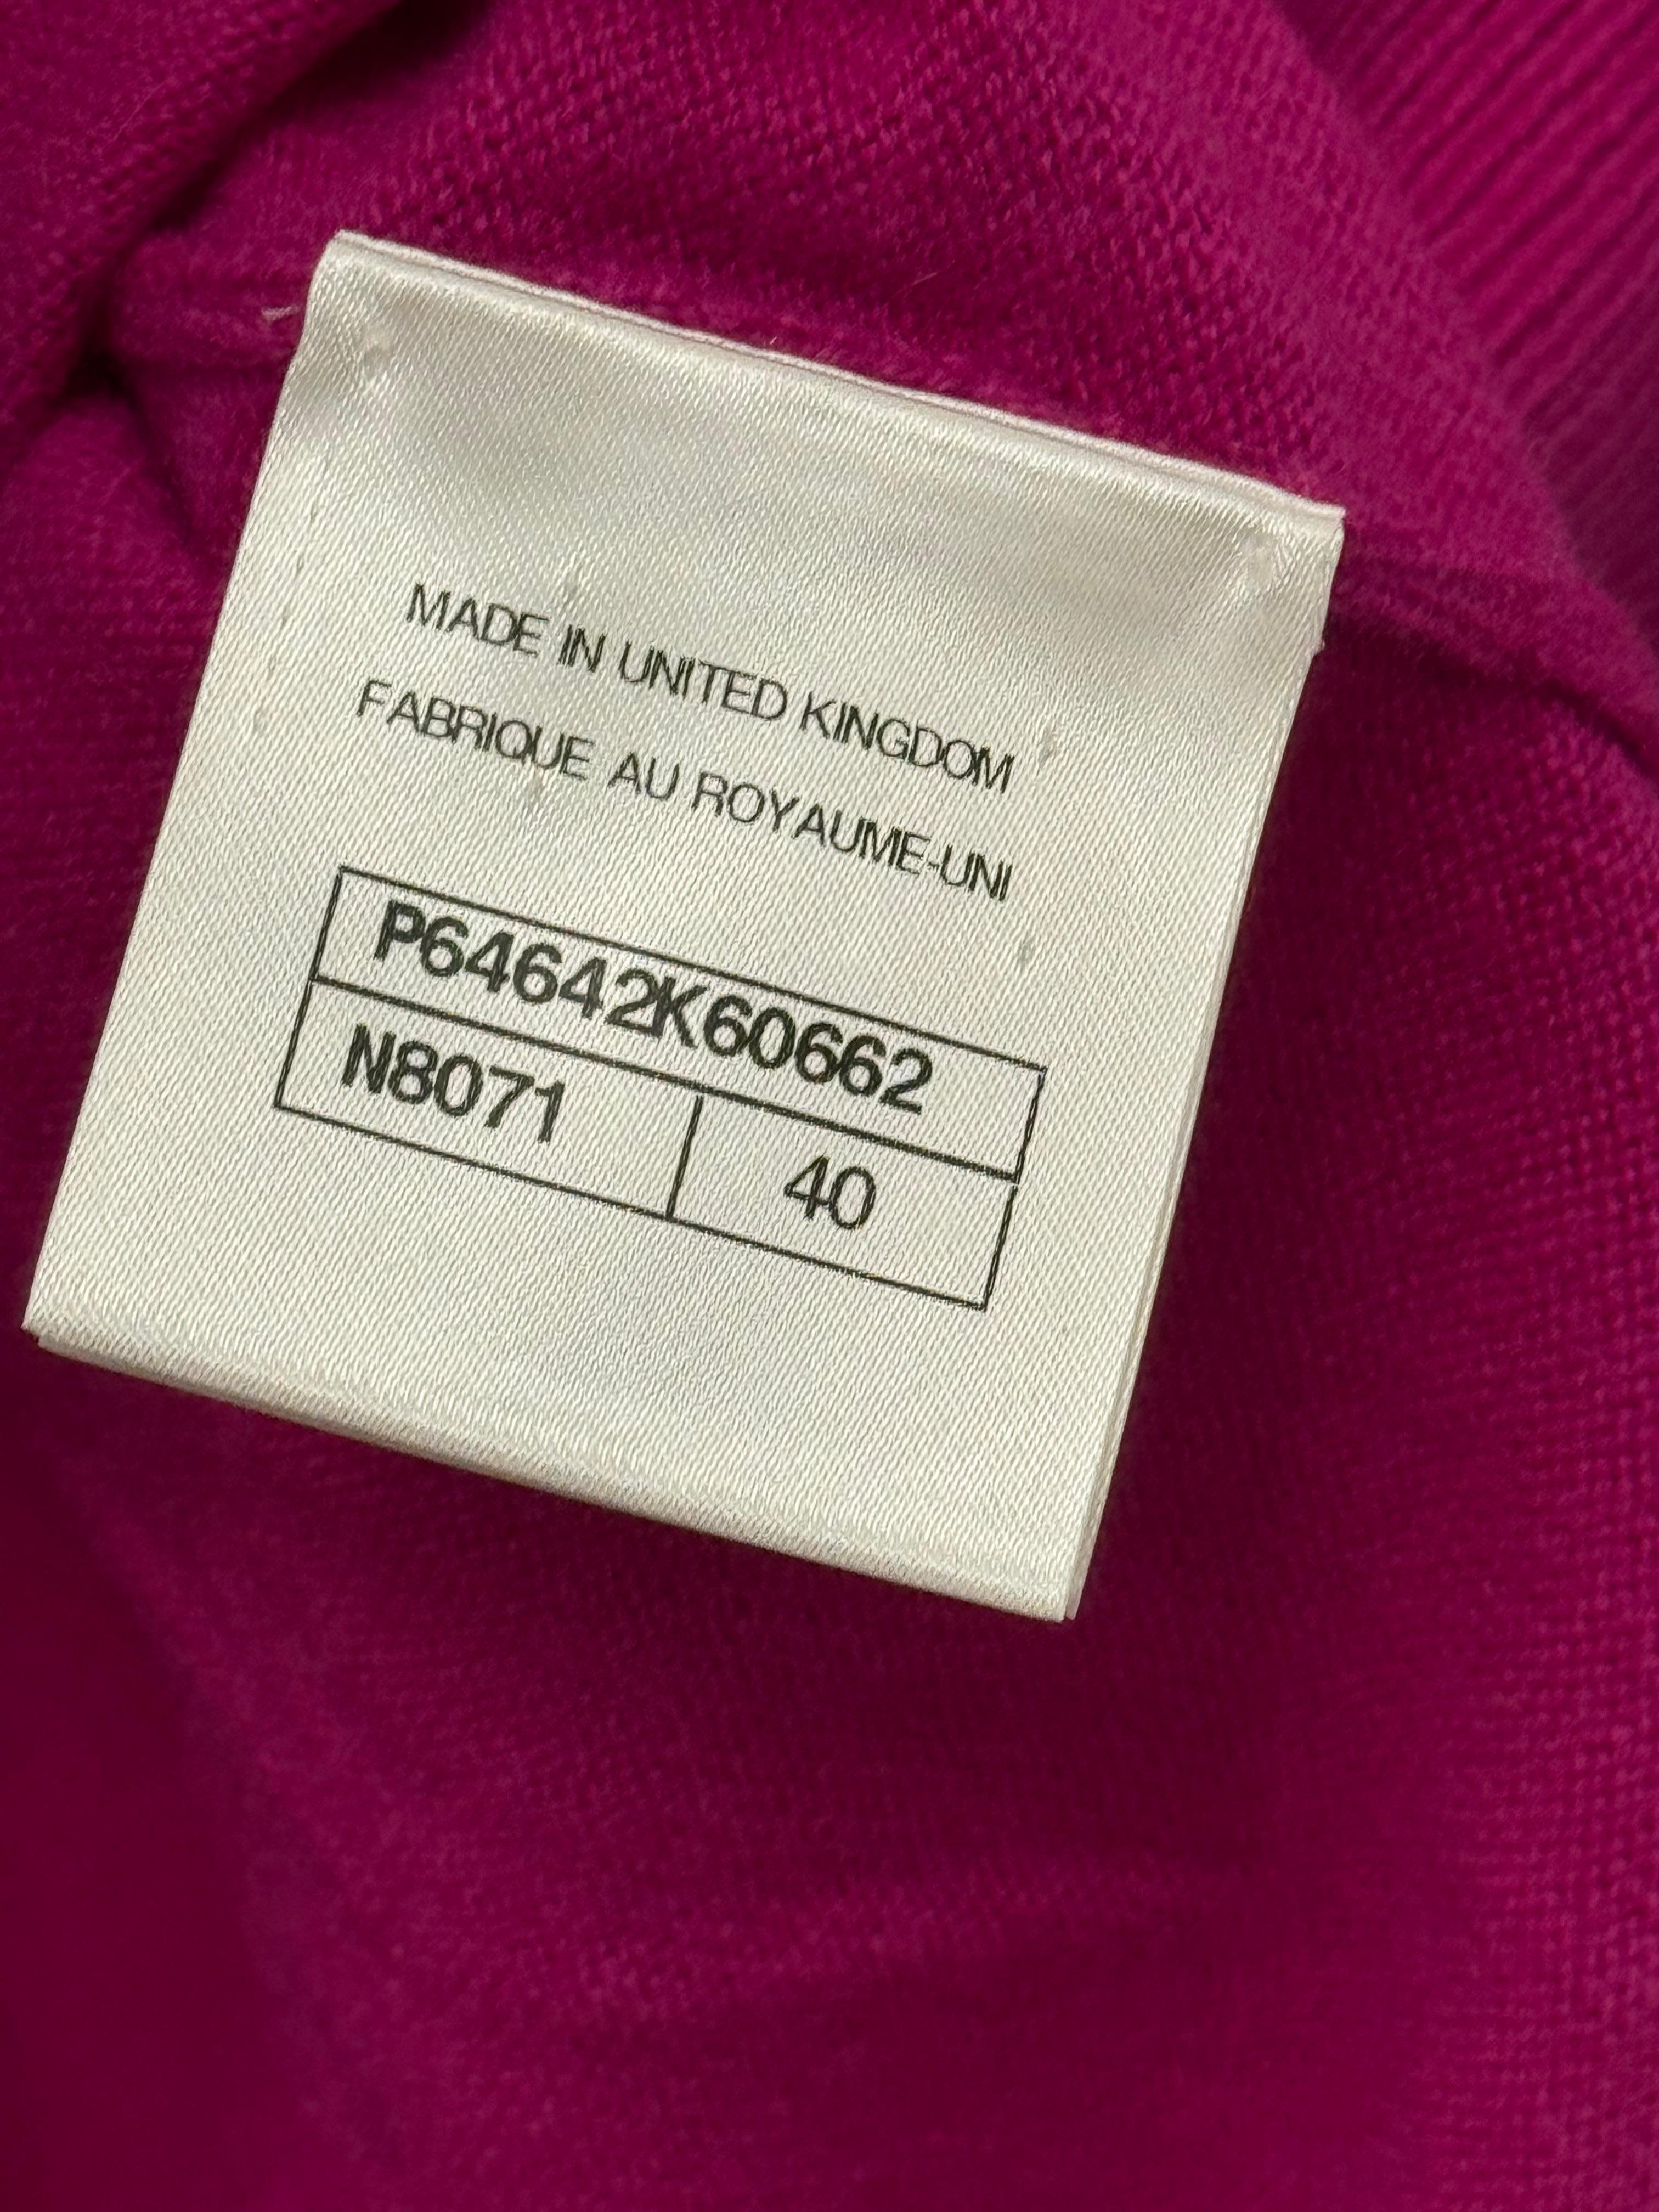 MADE IN UNITED KINGDOM
FABRIQUE AU ROYAUME-UNI
P64642K60662
N8071 40